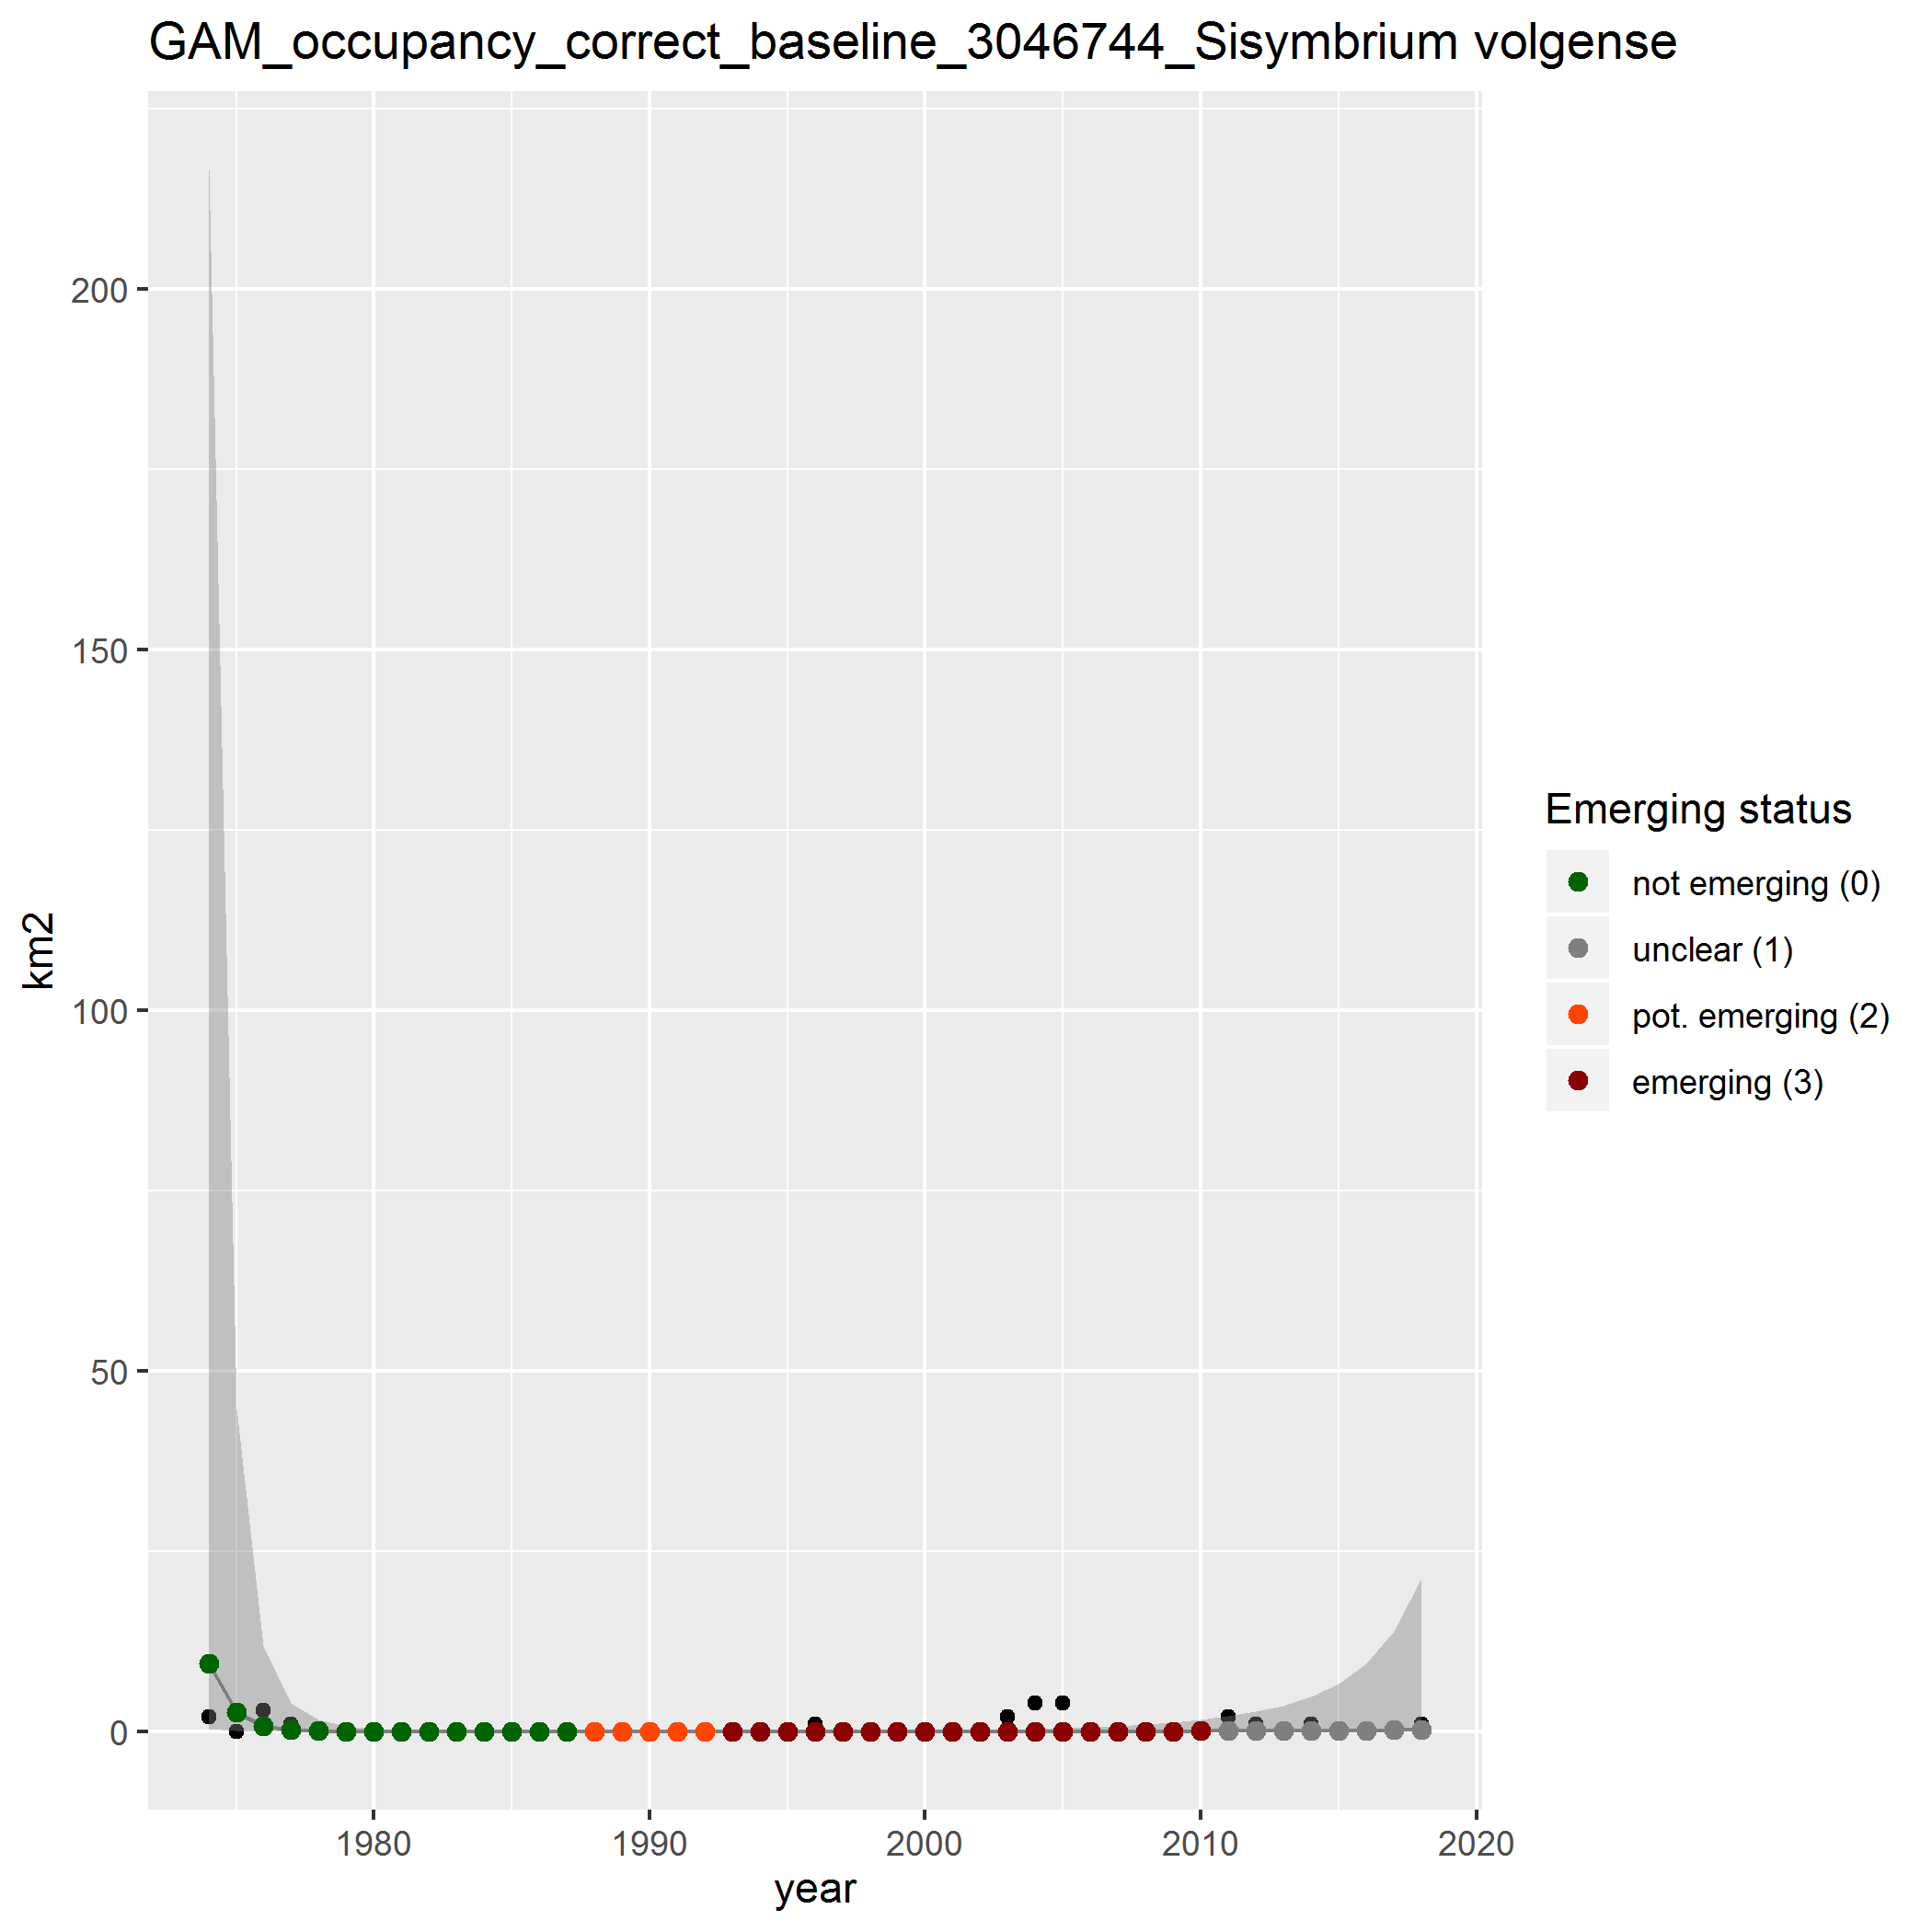 GAM_occupancy_correct_baseline_3046744_Sisymbrium volgense
200
150
100
50
0
km2
1980
1990
2000
2010
2020
year
Emerging status
not emerging (0)
unclear (1)
pot. emerging (2)
emerging (3)